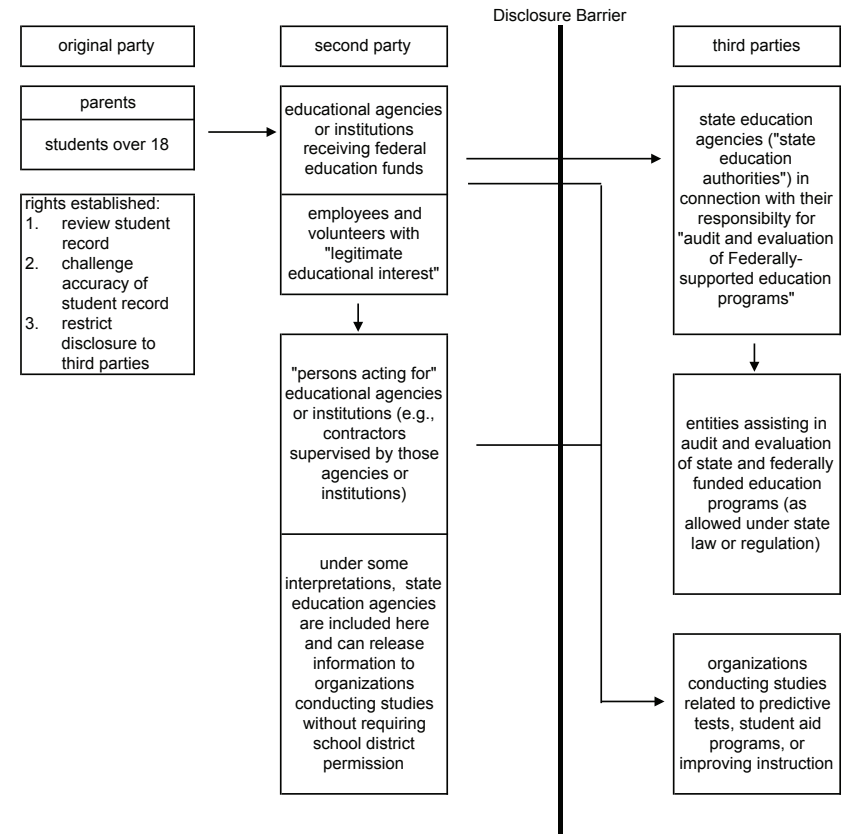 Disclosure Barrier
original party
second party
third parties
parents
students over 18
rights established:
1. review student
record
2. challenge
accuracy of
student record
3. restrict
disclosure to
third parties
educational agencies
or institutions
receiving federal
education funds
employees and
volunteers with
"legitimate
educational interest"
"persons acting for"
educational agencies
or institutions (e.g.,
contractors
supervised by those
agencies or
institutions)
under some
interpretations, state
education agencies
are included here
and can release
information to
organizations
conducting studies
without requiring
school district
permission
state education
agencies ("state
education
authorities") in
connection with their
responsibilty for
"audit and evaluation
of Federally-
supported education
programs"
entities assisting in
audit and evaluation
of state and federally
funded education
programs (as
allowed under state
law or regulation)
organizations
conducting studies
related to predictive
tests, student aid
programs, or
improving instruction